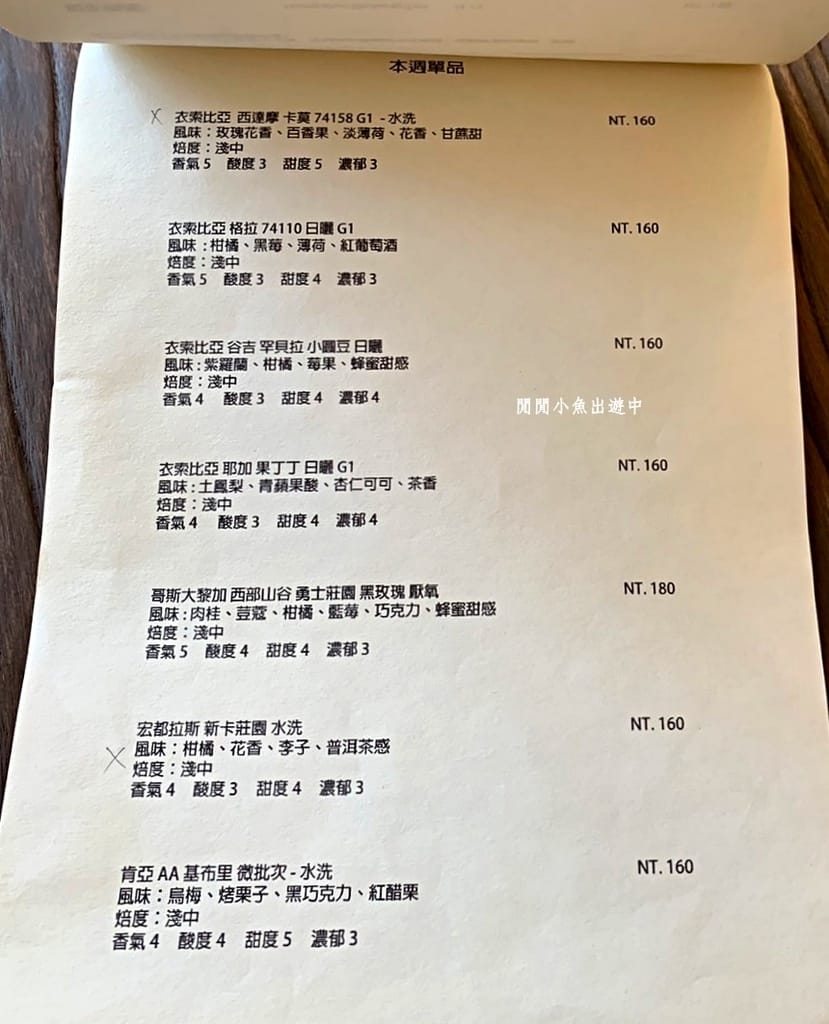 本週單品
X 衣索比亞 西達摩 卡莫 74158 G1 - 水洗 NT. 160
風味：玫瑰花香、百香果、淡薄荷、花香、甘蔗甜
焙度：淺中
香氣 5 酸度 3 甜度 5 濃郁 3
衣索比亞 格拉 74110 日曬 G1 NT. 160
風味 : 柑橘、黑莓、薄荷、紅葡萄酒
焙度：淺中
香氣 5 酸度 3 甜度 4 濃郁 3
衣索比亞 谷吉 罕貝拉 小圓豆 日曬 NT. 160
風味 : 紫羅蘭、柑橘、莓果、蜂蜜甜感
焙度：淺中
香氣 4 酸度 3 甜度 4 濃郁 4
閒閒小魚出遊中
衣索比亞 耶加 果丁丁 日曬 G1 NT. 160
風味 : 土鳳梨、青蘋果酸、杏仁可可、茶香
焙度：淺中
香氣 4 酸度 3 甜度 4 濃郁 4
哥斯大黎加 西部山谷 勇士莊園 黑玫瑰 厭氧 NT. 180
風味 : 肉桂、荳蔻、柑橘、藍莓、巧克力、蜂蜜甜感
焙度：淺中
香氣 5 酸度 4 甜度 4 濃郁 3
宏都拉斯 新卡莊園 水洗 NT. 160
X 風味：柑橘、花香、李子、普洱茶感
焙度：淺中
香氣 4 酸度 3 甜度 4 濃郁 3
肯亞 AA 基布里 微批次 - 水洗 NT. 160
風味：烏梅、烤栗子、黑巧克力、紅醋栗
焙度：淺中
香氣 4 酸度 4 甜度 5 濃郁 3